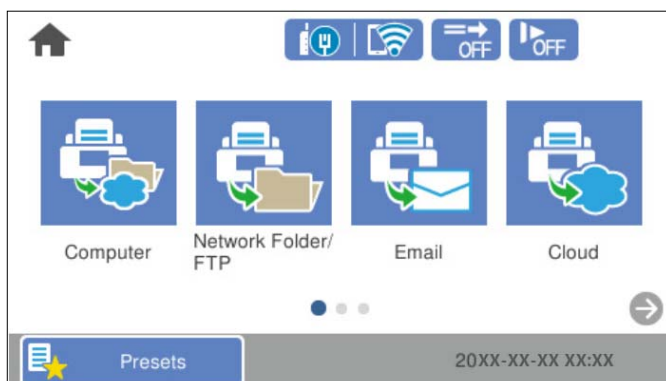 OFF
OFF
Computer
Network Folder/
FTP
Email
Cloud
Presets
20XX-XX-XX XX:XX